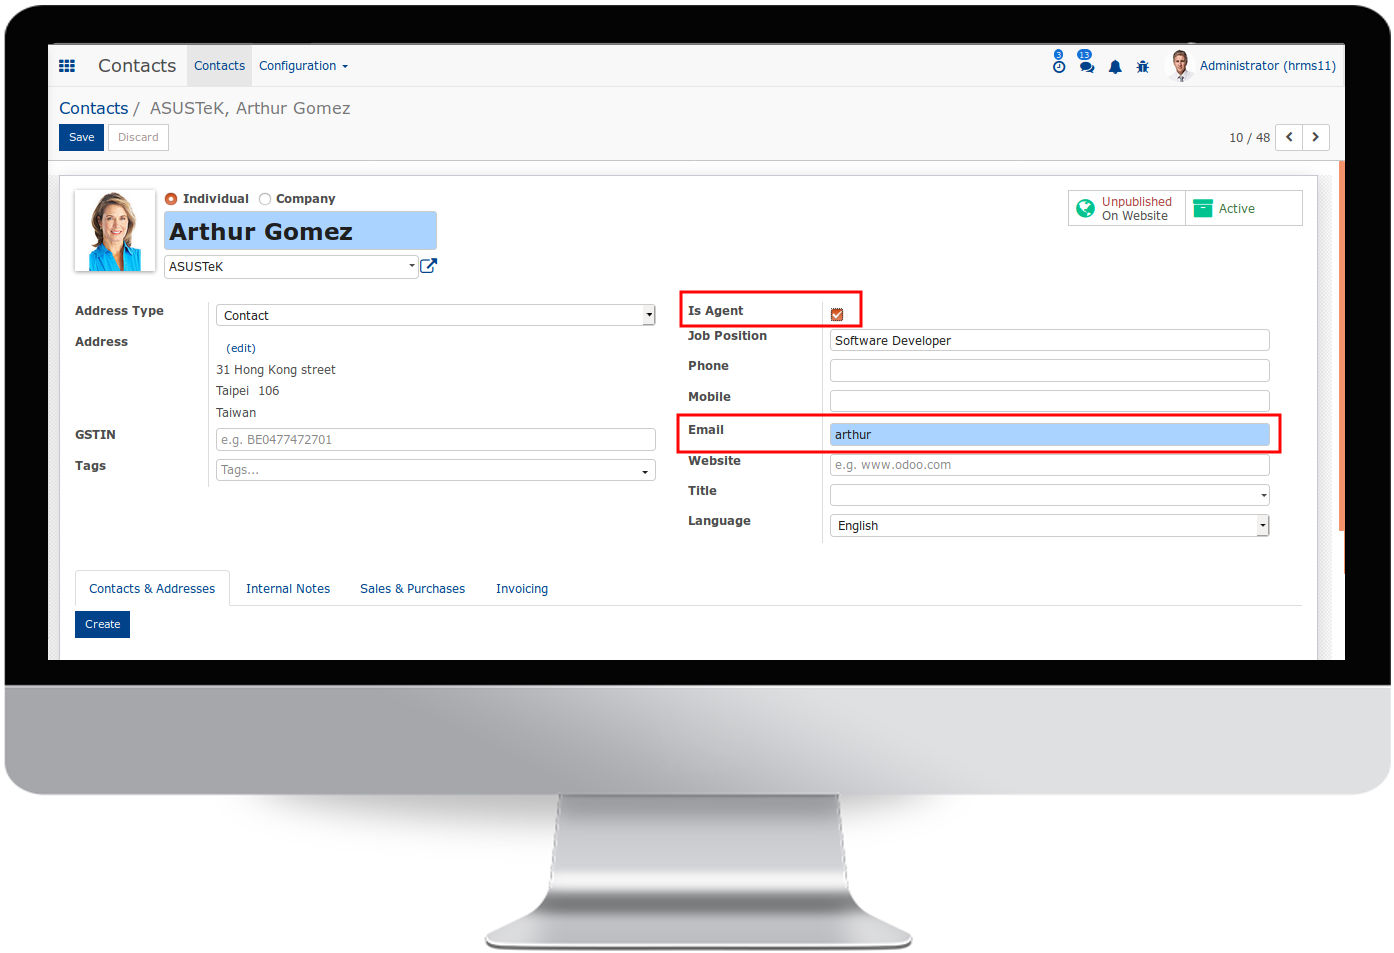 Contacts Contacts Configuration 3 13 Administrator (hrms11)
Contacts / ASUSTeK, Arthur Gomez
Save Discard 10 / 48
Individual Company
Arthur Gomez
ASUSTeK
Unpublished
On Website
Active
Address Type Contact
Address (edit)
31 Hong Kong street
Taipei 106
Taiwan
GSTIN e.g. BE0477472701
Tags Tags...
Is Agent
Job Position Software Developer
Phone
Mobile
Email arthur
Website e.g. www.odoo.com
Title
Language English
Contacts & Addresses Internal Notes Sales & Purchases Invoicing
Create